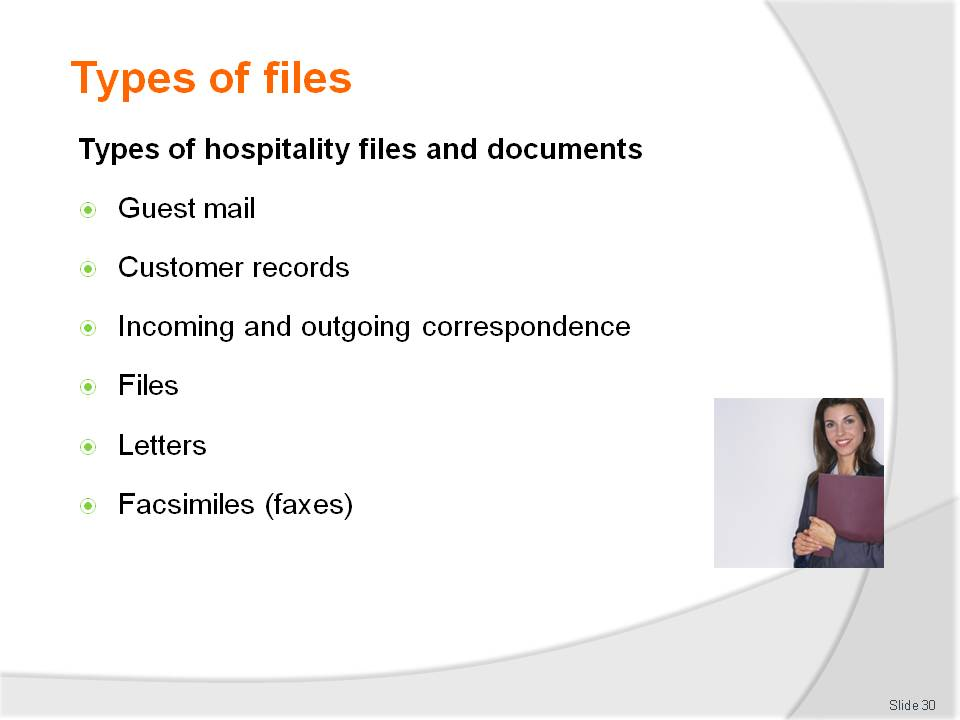 Types of files
Types of hospitality files and documents
Guest mail
Customer records
Incoming and outgoing correspondence
Files
Letters
Facsimiles (faxes)
Slide 30